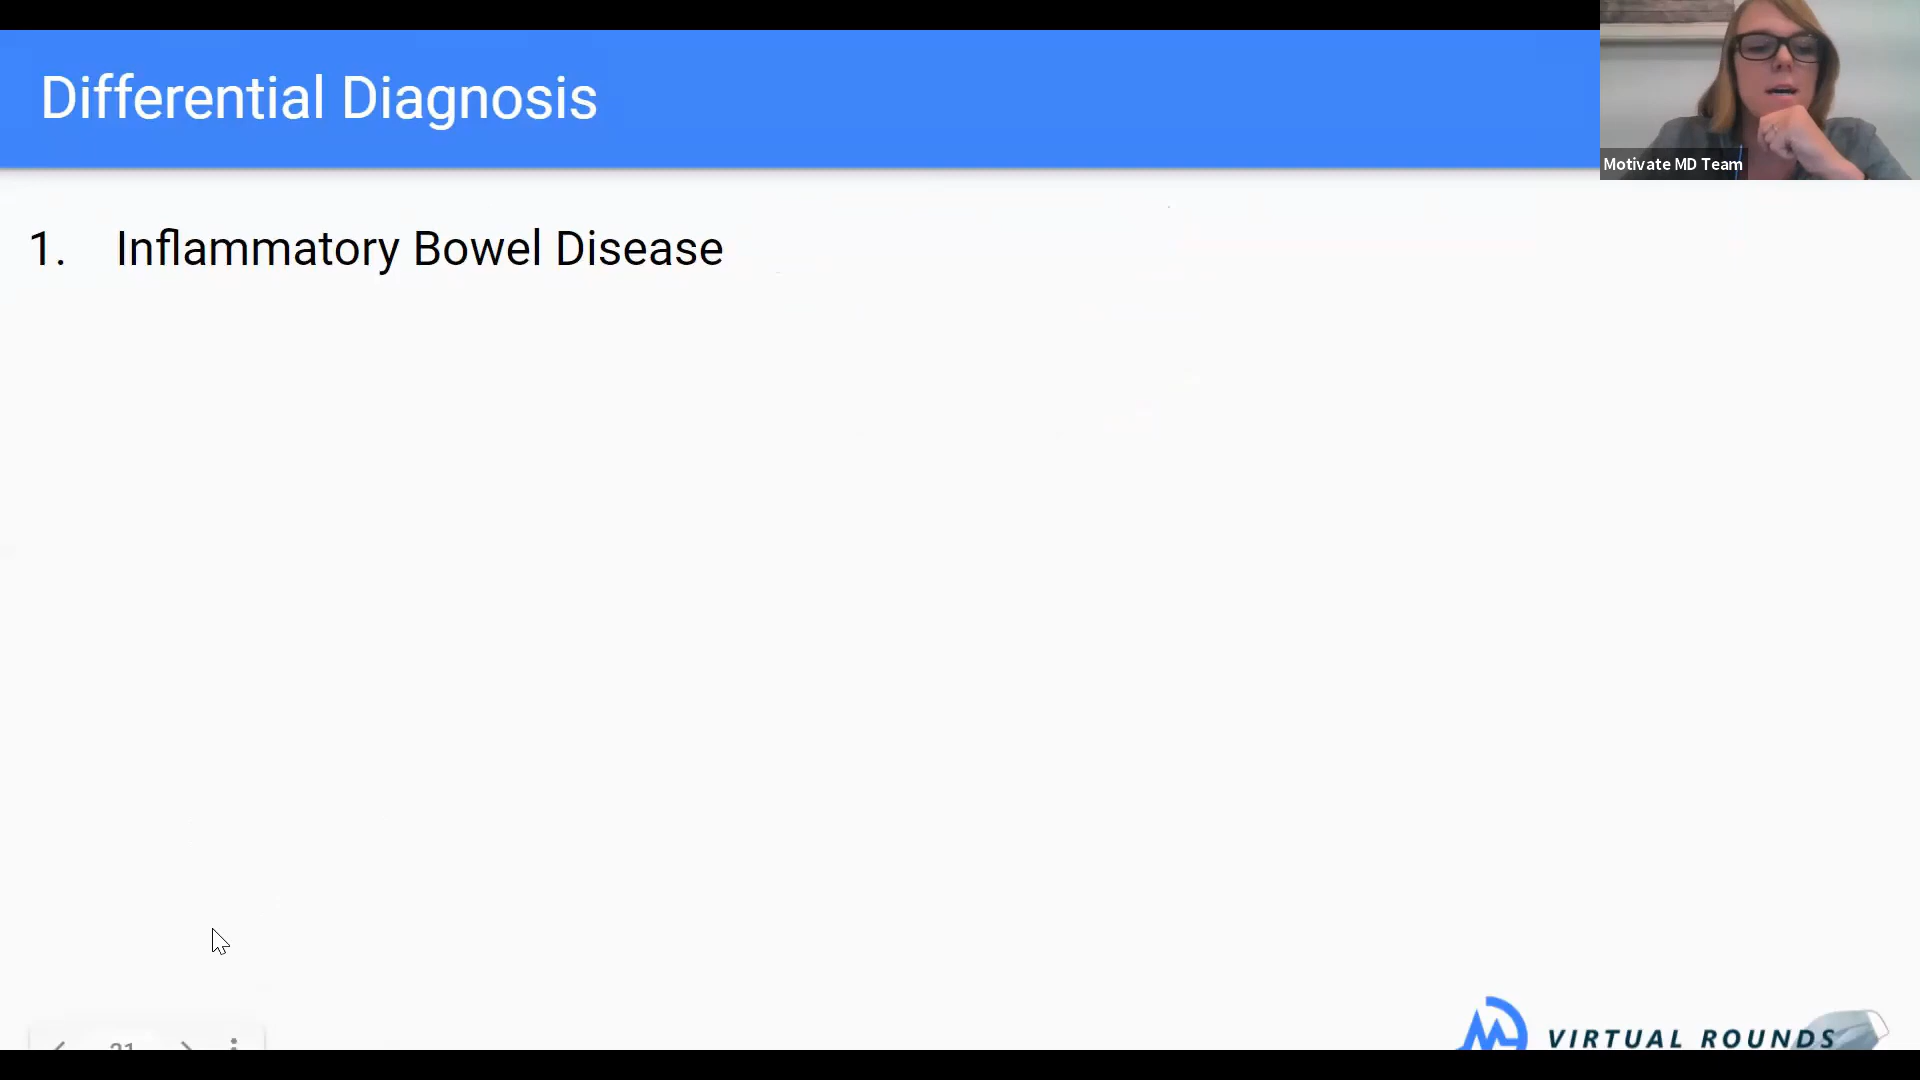 Differential Diagnosis
Motivate MD Team
1. Inflammatory Bowel Disease
VIRTUAL ROUNDS